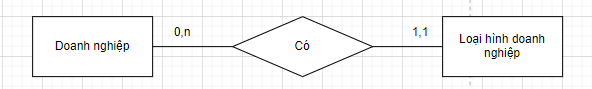 Doanh nghiệp
0,n
Có
1,1
Loại hình doanh
nghiệp